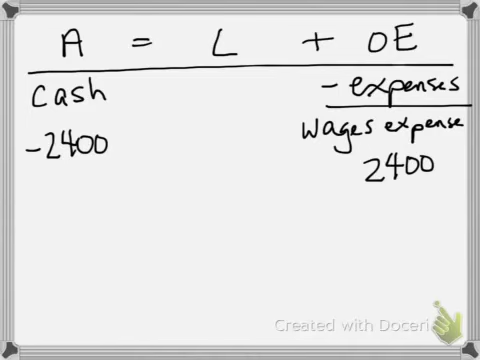 A = L + OE
cash - expenses
wages expense
-2400 2400
Created with Doceri